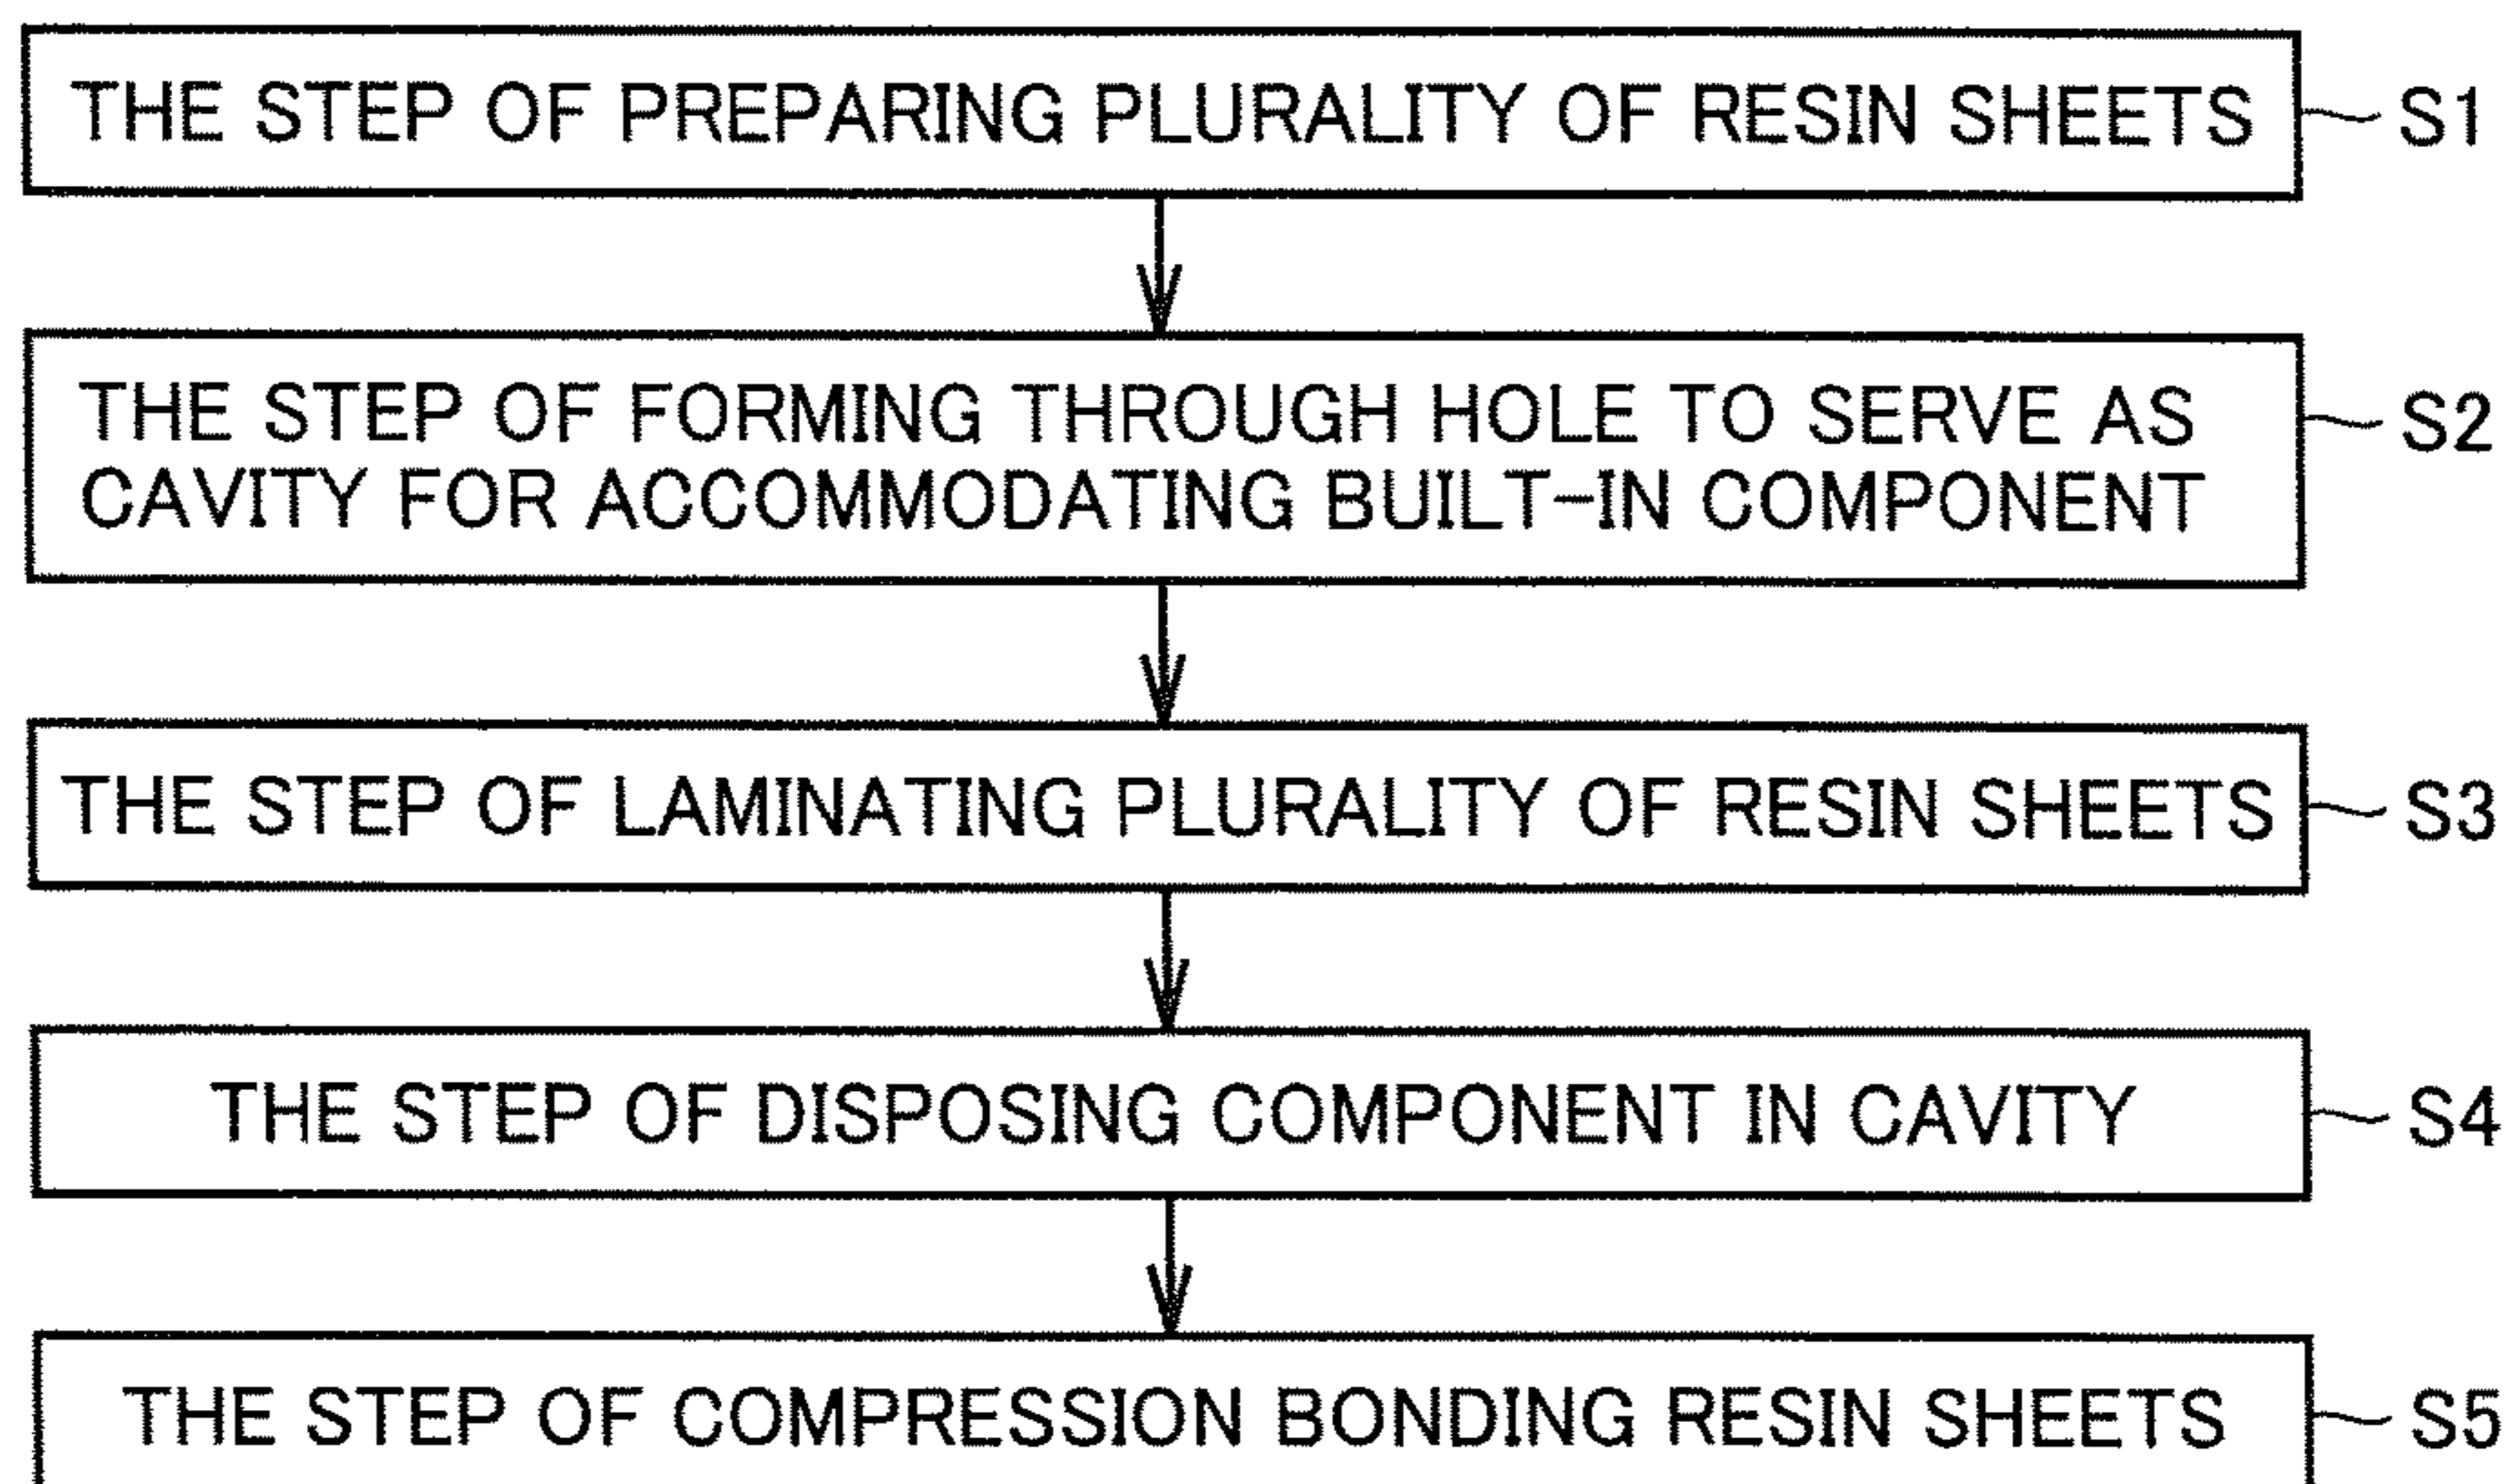 THE STEP OF PREPARING PLURALITY OF RESIN SHEETS S1
THE STEP OF FORMING THROUGH HOLE TO SERVE AS S2
CAVITY FOR ACCOMMODATING BUILT-IN COMPONENT
THE STEP OF LAMINATING PLURALITY OF RESIN SHEETS S3
THE STEP OF DISPOSING COMPONENT IN CAVITY S4
THE STEP OF COMPRESSION BONDING RESIN SHEETS S5